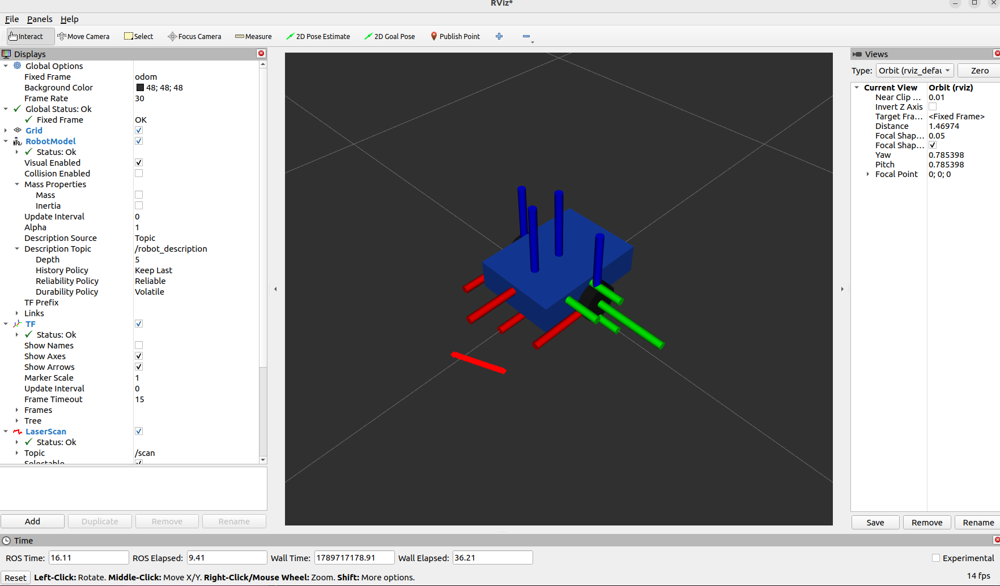 RViz*
File Panels Help
Interact Move Camera Select Focus Camera Measure 2D Pose Estimate 2D Goal Pose Publish Point
Displays
Global Options
Fixed Frame odom
Background Color 48; 48; 48
Frame Rate 30
Global Status: Ok
Fixed Frame OK
Grid
RobotModel
Status: Ok
Visual Enabled
Collision Enabled
Mass Properties
Mass
Inertia
Update Interval 0
Alpha 1
Description Source Topic
Description Topic /robot_description
Depth 5
History Policy Keep Last
Reliability Policy Reliable
Durability Policy Volatile
TF Prefix
Links
TF
Status: Ok
Show Names
Show Axes
Show Arrows
Marker Scale 1
Update Interval 0
Frame Timeout 15
Frames
Tree
LaserScan
Status: Ok
Topic /scan
Selectable
Add Duplicate Remove Rename
Views
Type: Orbit (rviz_defau Zero
Current View Orbit (rviz)
Near Clip ... 0.01
Invert Z Axis
Target Fra... <Fixed Frame>
Distance 1.46974
Focal Shap... 0.05
Focal Shap...
Yaw 0.785398
Pitch 0.785398
Focal Point 0; 0; 0
Save Remove Rename
Time
ROS Time: 16.11 ROS Elapsed: 9.41 Wall Time: 1789717178.91 Wall Elapsed: 36.21 Experimental
Reset Left-Click: Rotate. Middle-Click: Move X/Y. Right-Click/Mouse Wheel: Zoom. Shift: More options. 14 fps